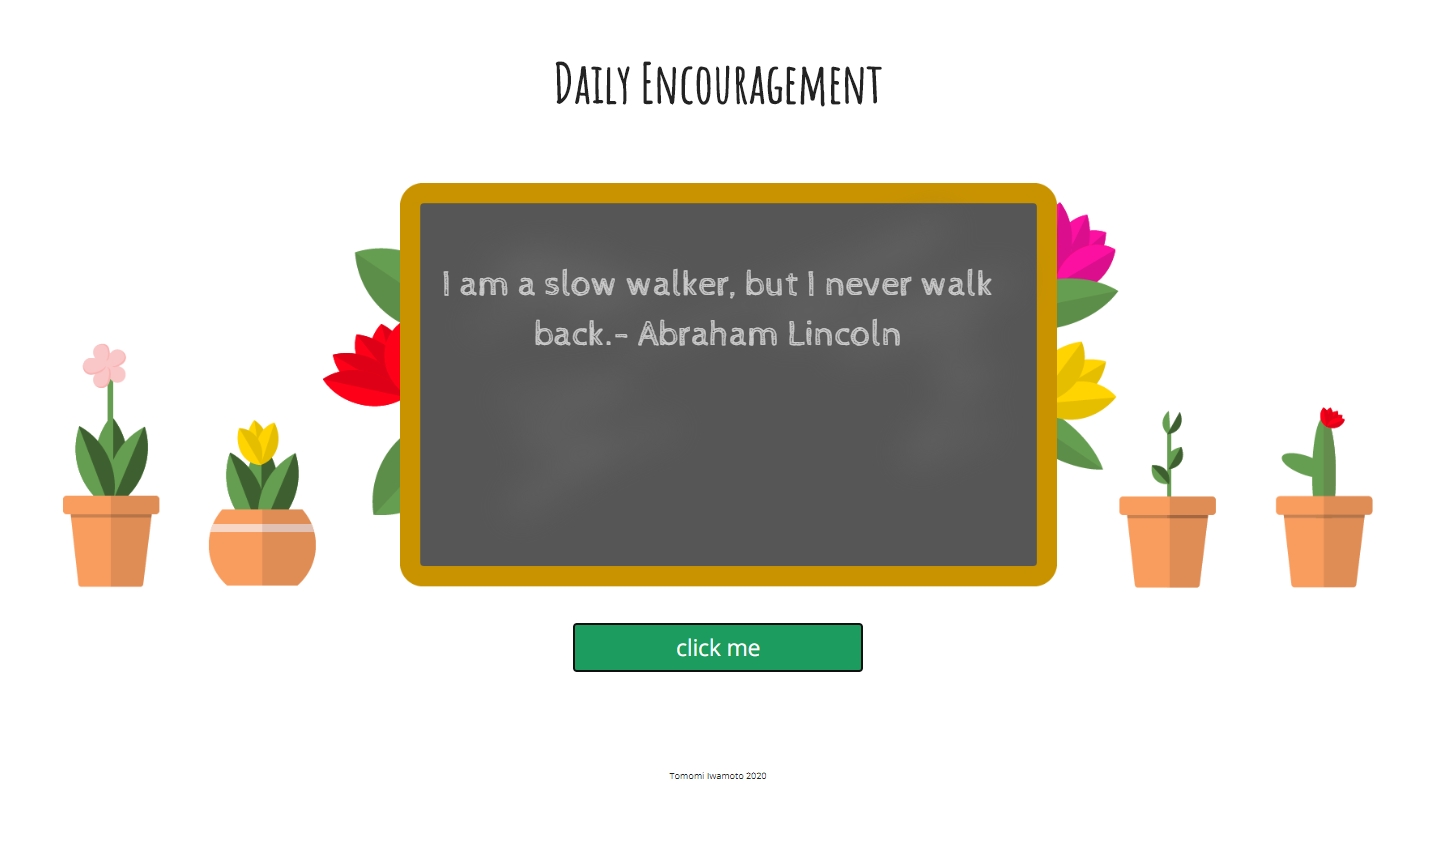 Daily Encouragement
I am a slow walker, but I never walk
back.- Abraham Lincoln
click me
Tomomi Iwamoto 2020